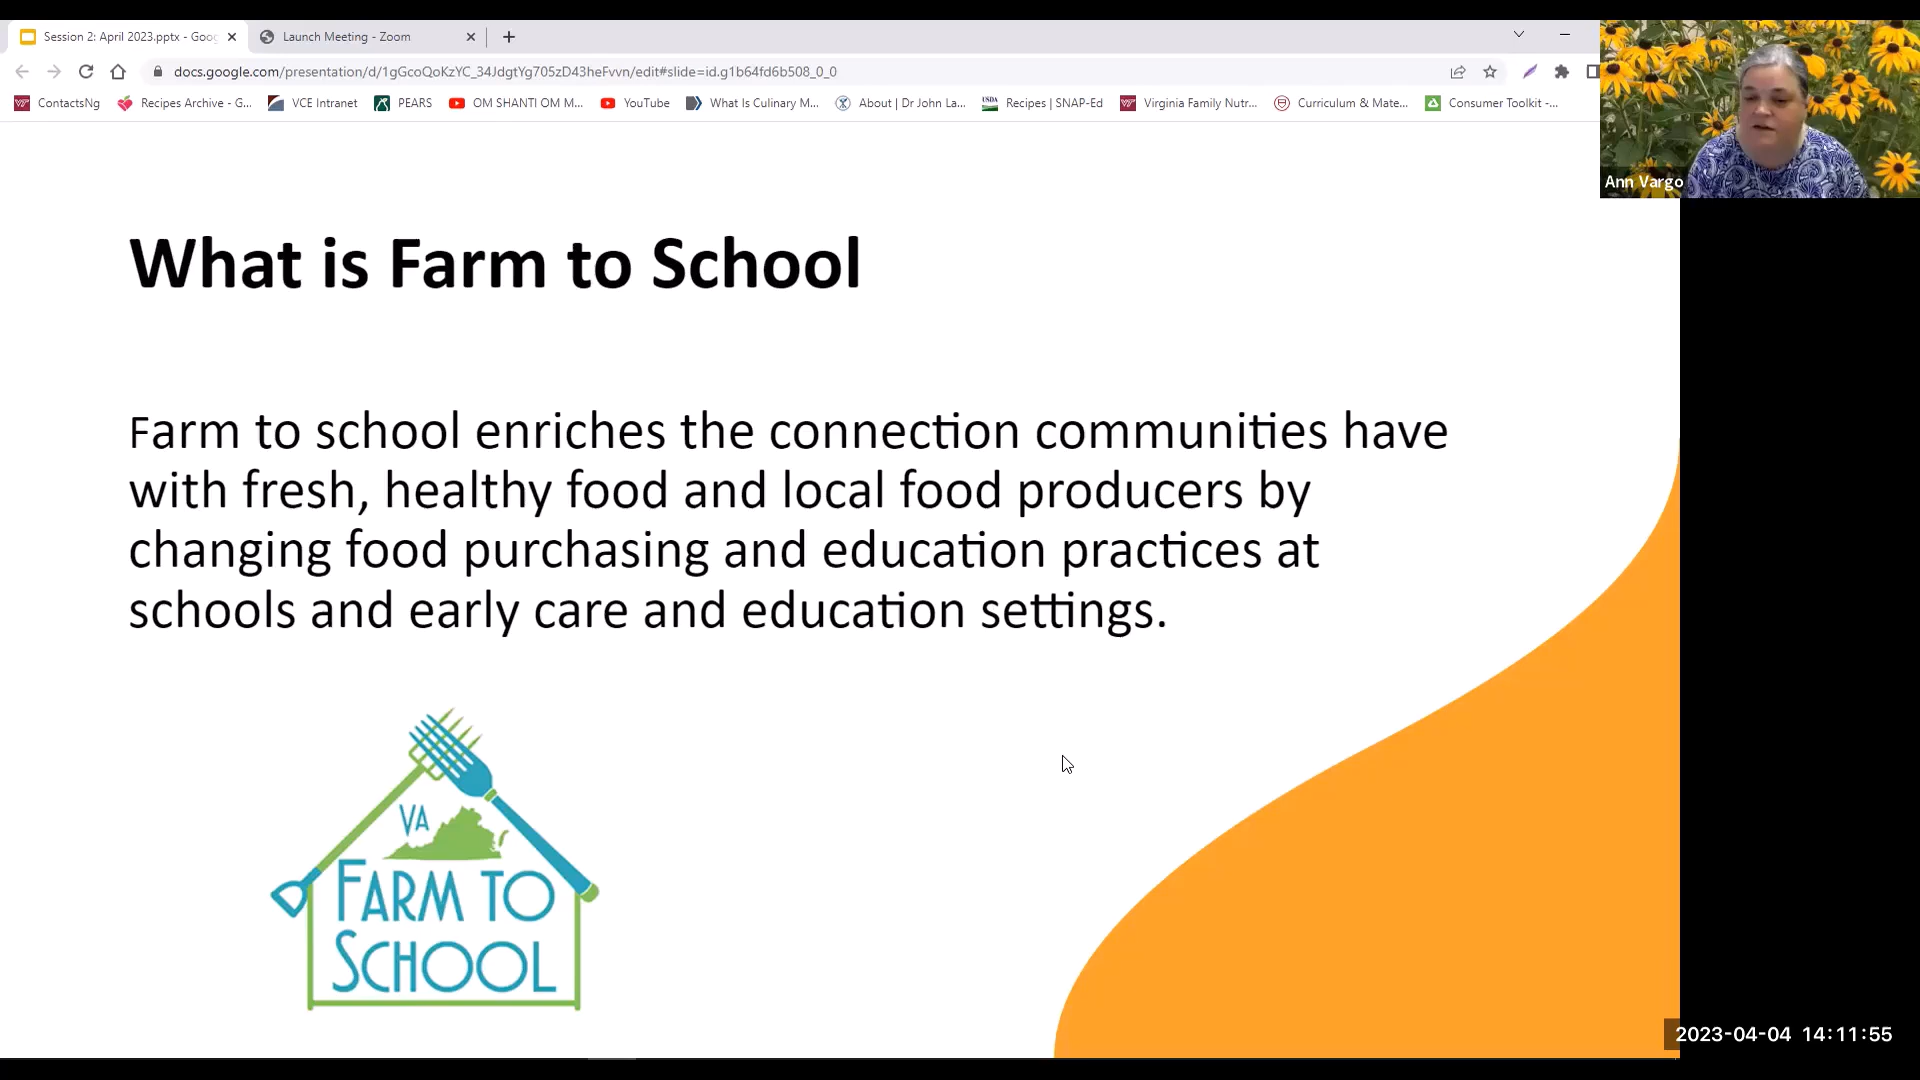 Session 2: April 2023.pptx - Goog
Launch Meeting - Zoom
docs.google.com/presentation/d/1gGcoQoKzYC_34JdgtYg705zD43heFvvn/edit#slide=id.g1b64fd6b508_0_0
ContactsNg
Recipes Archive - G...
VCE Intranet
PEARS
OM SHANTI OM M...
YouTube
What Is Culinary M...
About | Dr John La...
USDA
Recipes | SNAP-Ed
Virginia Family Nutr...
Curriculum & Mate...
Consumer Toolkit -...
Ann Vargo
What is Farm to School
Farm to school enriches the connection communities have
with fresh, healthy food and local food producers by
changing food purchasing and education practices at
schools and early care and education settings.
VA
FARM TO
SCHOOL
2023-04-04 14:11:55